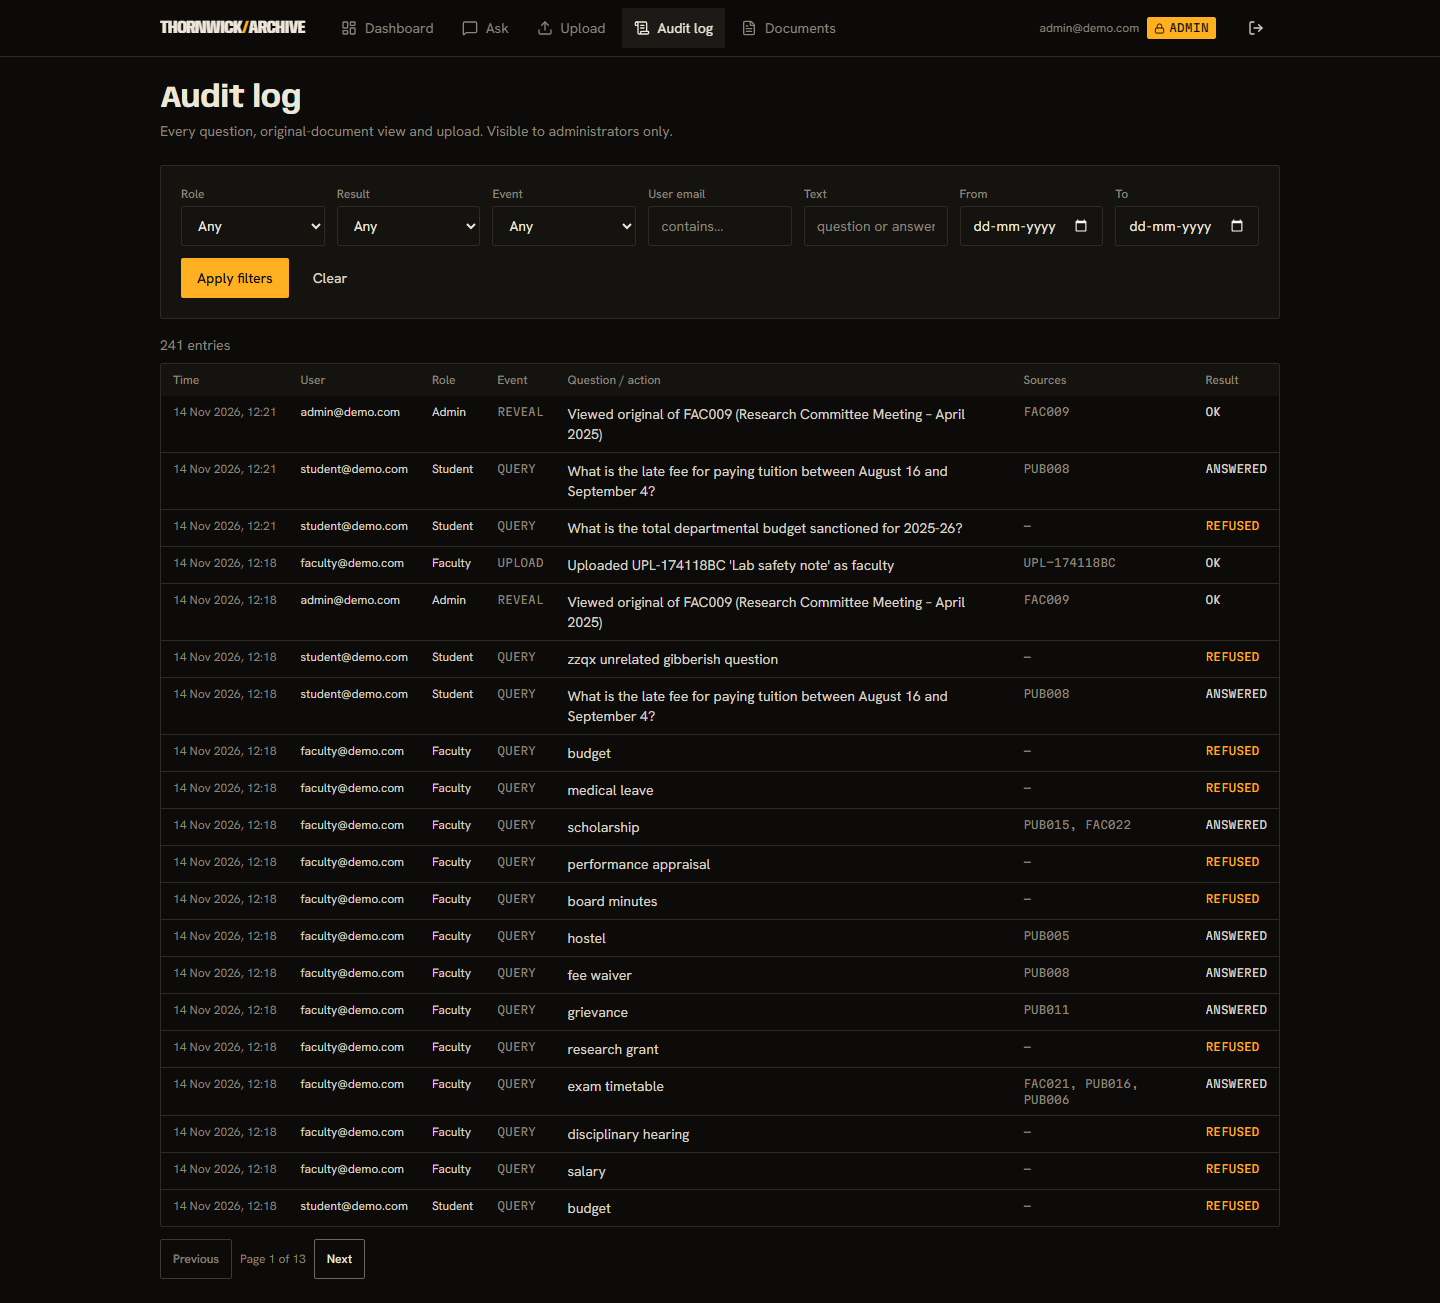 THORNWICK/ARCHIVE Dashboard Ask Upload Audit log Documents admin@demo.com ADMIN
Audit log
Every question, original-document view and upload. Visible to administrators only.
Role Result Event User email Text From To
Any Any Any contains... question or answer dd-mm-yyyy dd-mm-yyyy
Apply filters Clear
241 entries
Time User Role Event Question / action Sources Result
14 Nov 2026, 12:21 admin@demo.com Admin REVEAL Viewed original of FAC009 (Research Committee Meeting – April FAC009 OK
2025)
14 Nov 2026, 12:21 student@demo.com Student QUERY What is the late fee for paying tuition between August 16 and PUB008 ANSWERED
September 4?
14 Nov 2026, 12:21 student@demo.com Student QUERY What is the total departmental budget sanctioned for 2025-26? — REFUSED
14 Nov 2026, 12:18 faculty@demo.com Faculty UPLOAD Uploaded UPL-174118BC 'Lab safety note' as faculty UPL-174118BC OK
14 Nov 2026, 12:18 admin@demo.com Admin REVEAL Viewed original of FAC009 (Research Committee Meeting – April FAC009 OK
2025)
14 Nov 2026, 12:18 student@demo.com Student QUERY zzqx unrelated gibberish question — REFUSED
14 Nov 2026, 12:18 student@demo.com Student QUERY What is the late fee for paying tuition between August 16 and PUB008 ANSWERED
September 4?
14 Nov 2026, 12:18 faculty@demo.com Faculty QUERY budget — REFUSED
14 Nov 2026, 12:18 faculty@demo.com Faculty QUERY medical leave — REFUSED
14 Nov 2026, 12:18 faculty@demo.com Faculty QUERY scholarship PUB015, FAC022 ANSWERED
14 Nov 2026, 12:18 faculty@demo.com Faculty QUERY performance appraisal — REFUSED
14 Nov 2026, 12:18 faculty@demo.com Faculty QUERY board minutes — REFUSED
14 Nov 2026, 12:18 faculty@demo.com Faculty QUERY hostel PUB005 ANSWERED
14 Nov 2026, 12:18 faculty@demo.com Faculty QUERY fee waiver PUB008 ANSWERED
14 Nov 2026, 12:18 faculty@demo.com Faculty QUERY grievance PUB011 ANSWERED
14 Nov 2026, 12:18 faculty@demo.com Faculty QUERY research grant — REFUSED
14 Nov 2026, 12:18 faculty@demo.com Faculty QUERY exam timetable FAC021, PUB016, ANSWERED
PUB006
14 Nov 2026, 12:18 faculty@demo.com Faculty QUERY disciplinary hearing — REFUSED
14 Nov 2026, 12:18 faculty@demo.com Faculty QUERY salary — REFUSED
14 Nov 2026, 12:18 student@demo.com Student QUERY budget — REFUSED
Previous Page 1 of 13 Next